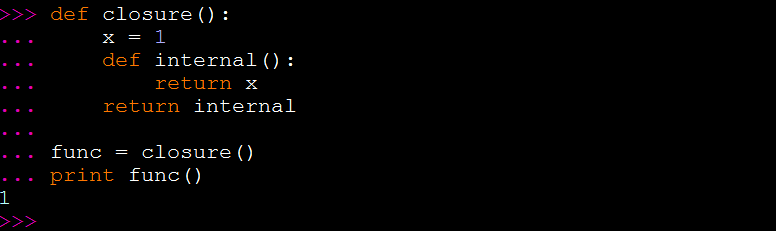 >>> def closure():
...     x = 1
...     def internal():
...         return x
...     return internal
...
... func = closure()
... print func()
1
>>>